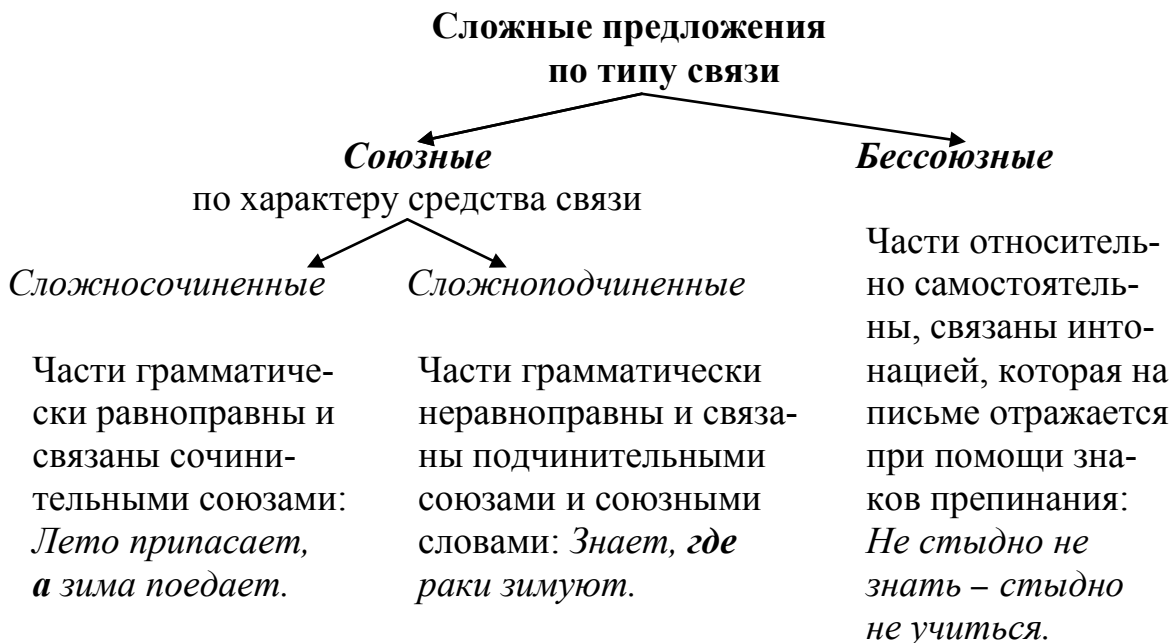 Сложные предложения
по типу связи
Союзные
Бессоюзные
по характеру средства связи
Сложносочиненные
Сложноподчиненные
Части грамматиче-
ски равноправны и
связаны сочини-
тельными союзами:
Лето припасает,
а зима поедает.
Части грамматически
неравноправны и связа-
ны подчинительными
союзами и союзными
словами: Знает, где
раки зимуют.
Части относитель-
но самостоятель-
ны, связаны инто-
нацией, которая на
письме отражается
при помощи зна-
ков препинания:
Не стыдно не
знать – стыдно
не учиться.